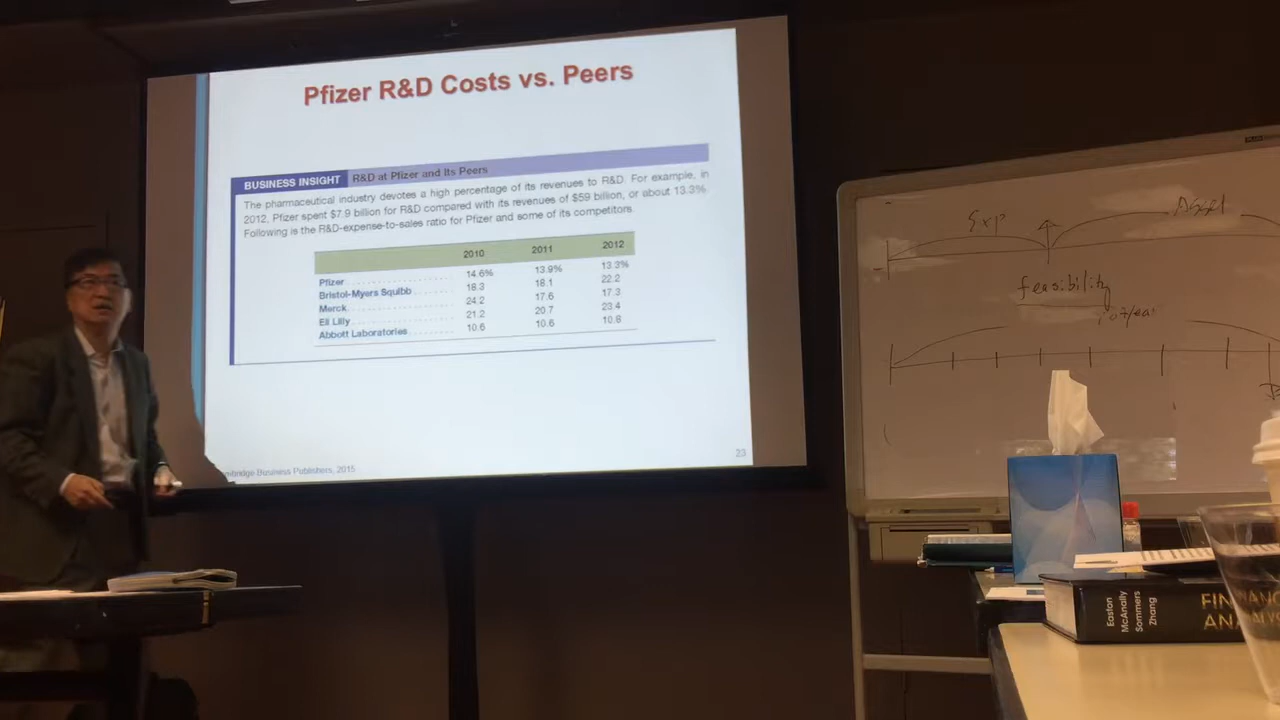 Pfizer R&D Costs vs. Peers
BUSINESS INSIGHT R&D at Pfizer and Its Peers
The pharmaceutical industry devotes a high percentage of its revenues to R&D. For example, in
2012, Pfizer spent $7.9 billion for R&D compared with its revenues of $59 billion, or about 13.3%.
Following is the R&D-expense-to-sales ratio for Pfizer and some of its competitors.
2010 2011 2012
Pfizer 14.6% 13.9% 13.3%
Bristol-Myers Squibb 18.3 18.1 22.2
Merck 24.2 17.6 17.3
Eli Lilly 21.2 20.7 23.4
Abbott Laboratories 10.6 10.6 10.8
mbridge Business Publishers, 2015
23
Exp Asset
feasibility
Easton
McAnally
Sommers
Zhang
FINANC
ANALYS